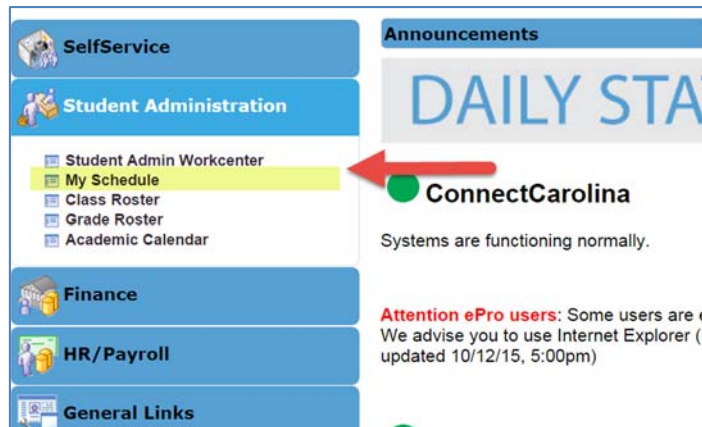 SelfService
Student Administration
Student Admin Workcenter
My Schedule
Class Roster
Grade Roster
Academic Calendar
Finance
HR/Payroll
General Links
Announcements
DAILY STA
ConnectCarolina
Systems are functioning normally.
Attention ePro users: Some users are e
We advise you to use Internet Explorer (
updated 10/12/15, 5:00pm)